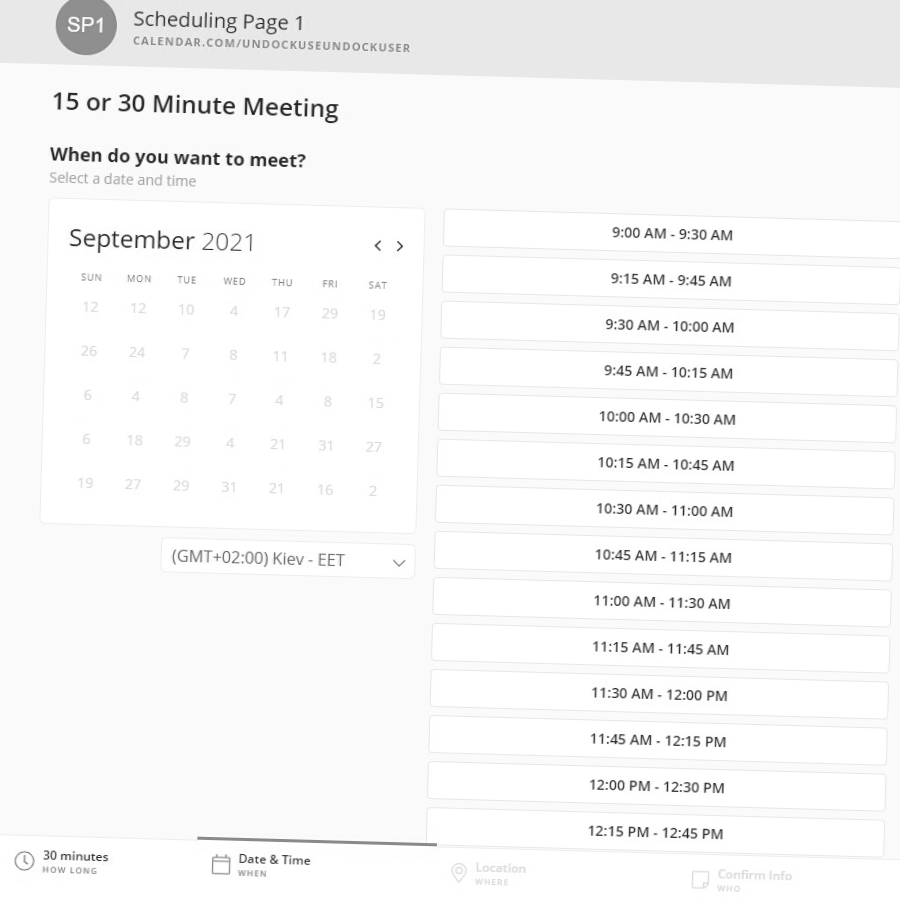 SP1
Scheduling Page 1
CALENDAR.COM/UNDOCKUSEUNDOCKUSER
15 or 30 Minute Meeting
When do you want to meet?
Select a date and time
September 2021
SUN MON TUE WED THU FRI SAT
12 12 10 4 17 29 19
26 24 7 8 11 18 2
6 4 8 7 4 8 15
6 18 29 4 21 31 27
19 27 29 31 21 16 2
(GMT+02:00) Kiev - EET
9:00 AM - 9:30 AM
9:15 AM - 9:45 AM
9:30 AM - 10:00 AM
9:45 AM - 10:15 AM
10:00 AM - 10:30 AM
10:15 AM - 10:45 AM
10:30 AM - 11:00 AM
10:45 AM - 11:15 AM
11:00 AM - 11:30 AM
11:15 AM - 11:45 AM
11:30 AM - 12:00 PM
11:45 AM - 12:15 PM
12:00 PM - 12:30 PM
12:15 PM - 12:45 PM
30 minutes
HOW LONG
Date & Time
WHEN
Location
WHERE
Confirm Info
WHO